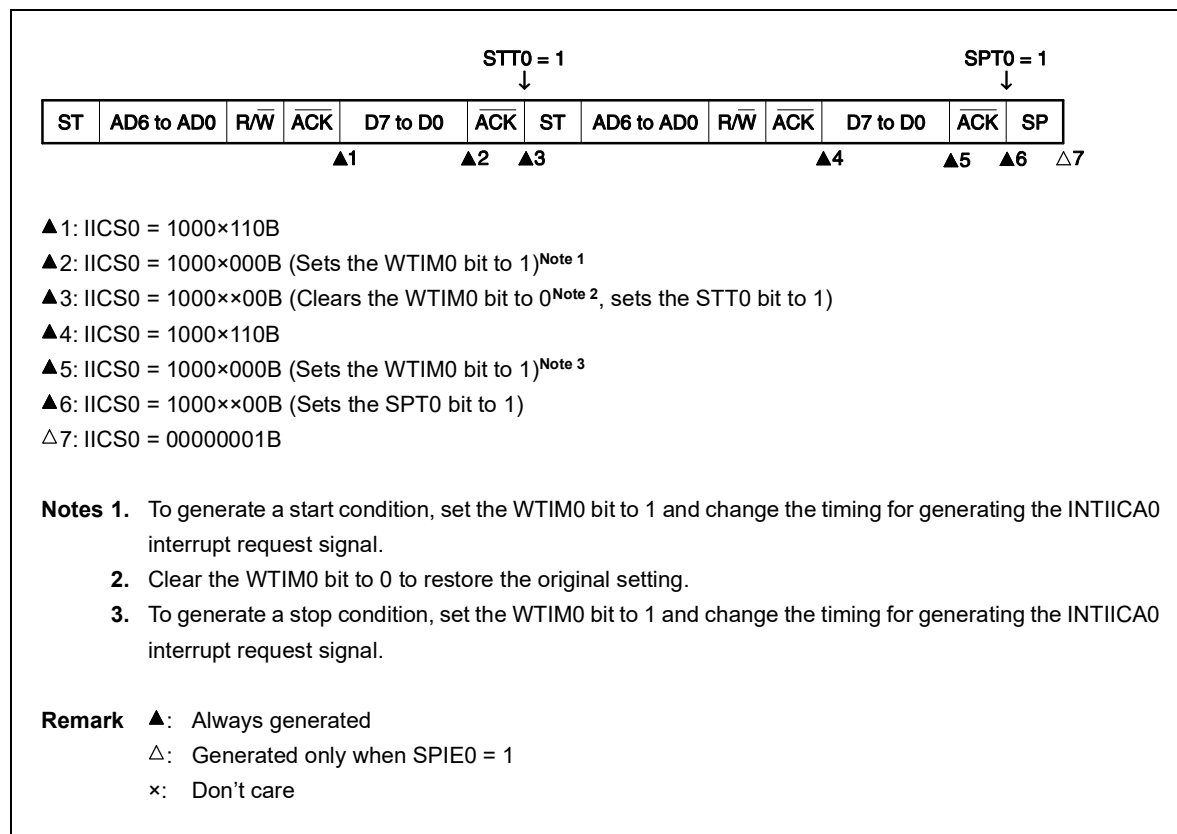 STT0 = 1 SPT0 = 1
↓ ↓
ST AD6 to AD0 R/W̅ A̅C̅K̅ D7 to D0 A̅C̅K̅ ST AD6 to AD0 R/W̅ A̅C̅K̅ D7 to D0 A̅C̅K̅ SP
▲1 ▲2 ▲3 ▲4 ▲5 ▲6 △7
▲1: IICS0 = 1000×110B
▲2: IICS0 = 1000×000B (Sets the WTIM0 bit to 1)Note 1
▲3: IICS0 = 1000××00B (Clears the WTIM0 bit to 0Note 2, sets the STT0 bit to 1)
▲4: IICS0 = 1000×110B
▲5: IICS0 = 1000×000B (Sets the WTIM0 bit to 1)Note 3
▲6: IICS0 = 1000××00B (Sets the SPT0 bit to 1)
△7: IICS0 = 00000001B
Notes 1. To generate a start condition, set the WTIM0 bit to 1 and change the timing for generating the INTIICA0
interrupt request signal.
2. Clear the WTIM0 bit to 0 to restore the original setting.
3. To generate a stop condition, set the WTIM0 bit to 1 and change the timing for generating the INTIICA0
interrupt request signal.
Remark ▲: Always generated
△: Generated only when SPIE0 = 1
×: Don't care